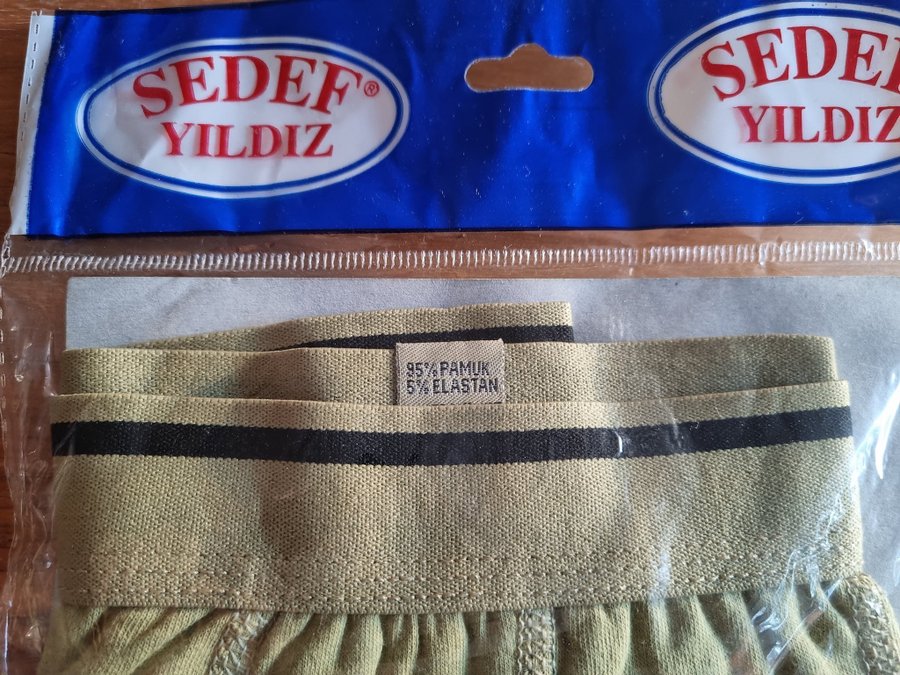 SEDEF®
YILDIZ
SEDEF
YILDIZ
95% PAMUK
5% ELASTAN